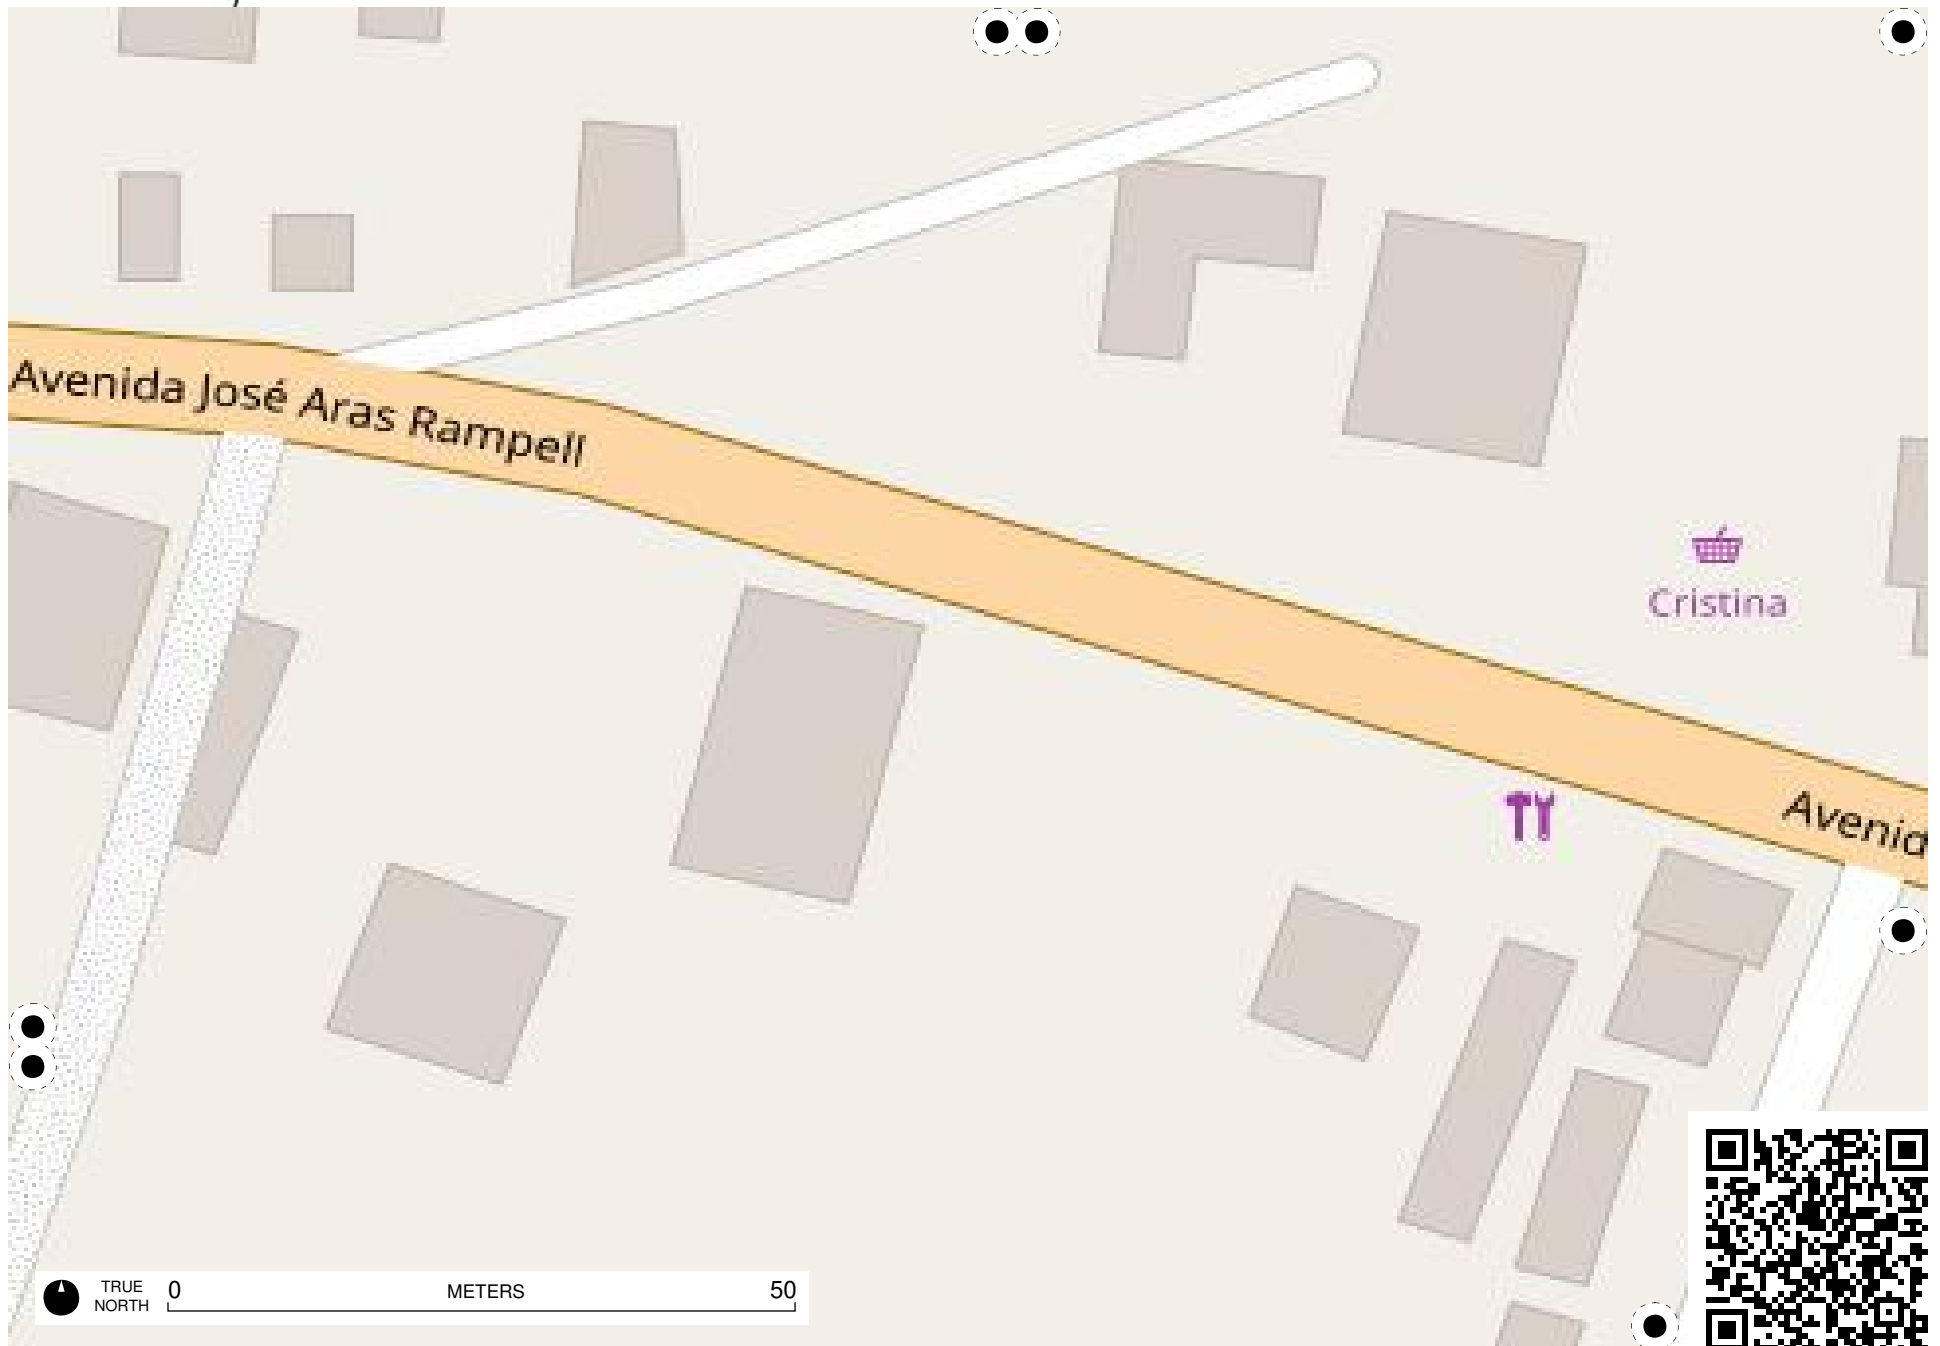 Avenida José Aras Rampell
Cristina
Avenid
TRUE
NORTH
0 METERS 50